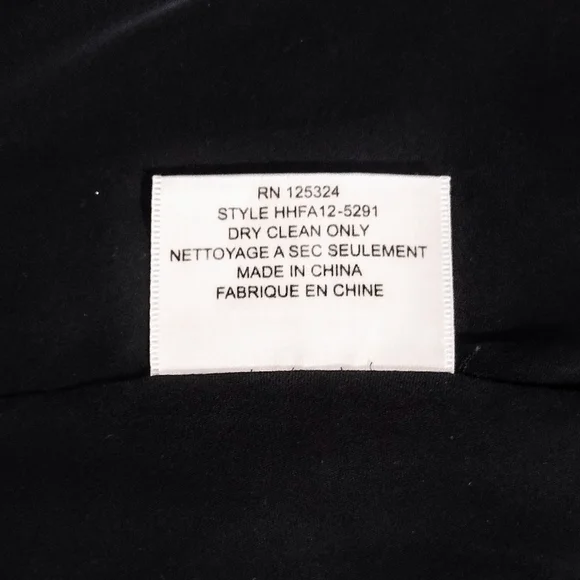 RN 125324
STYLE HHFA12-5291
DRY CLEAN ONLY
NETTOYAGE A SEC SEULEMENT
MADE IN CHINA
FABRIQUE EN CHINE